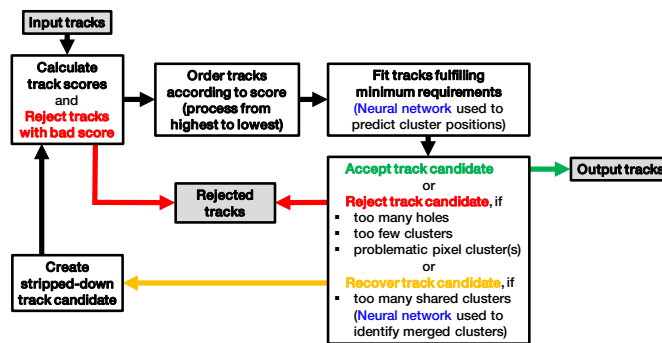 Input tracks
Calculate
track scores
and
Reject tracks
with bad score
Order tracks
according to score
(process from
highest to lowest)
Fit tracks fulfilling
minimum requirements
(Neural network used
to predict cluster positions)
Accept track candidate
or
Reject track candidate, if
▪ too many holes
▪ too few clusters
▪ problematic pixel cluster(s)
or
Recover track candidate, if
▪ too many shared clusters
(Neural network used to
identify merged clusters)
Output tracks
Rejected
tracks
Create
stripped-down
track candidate